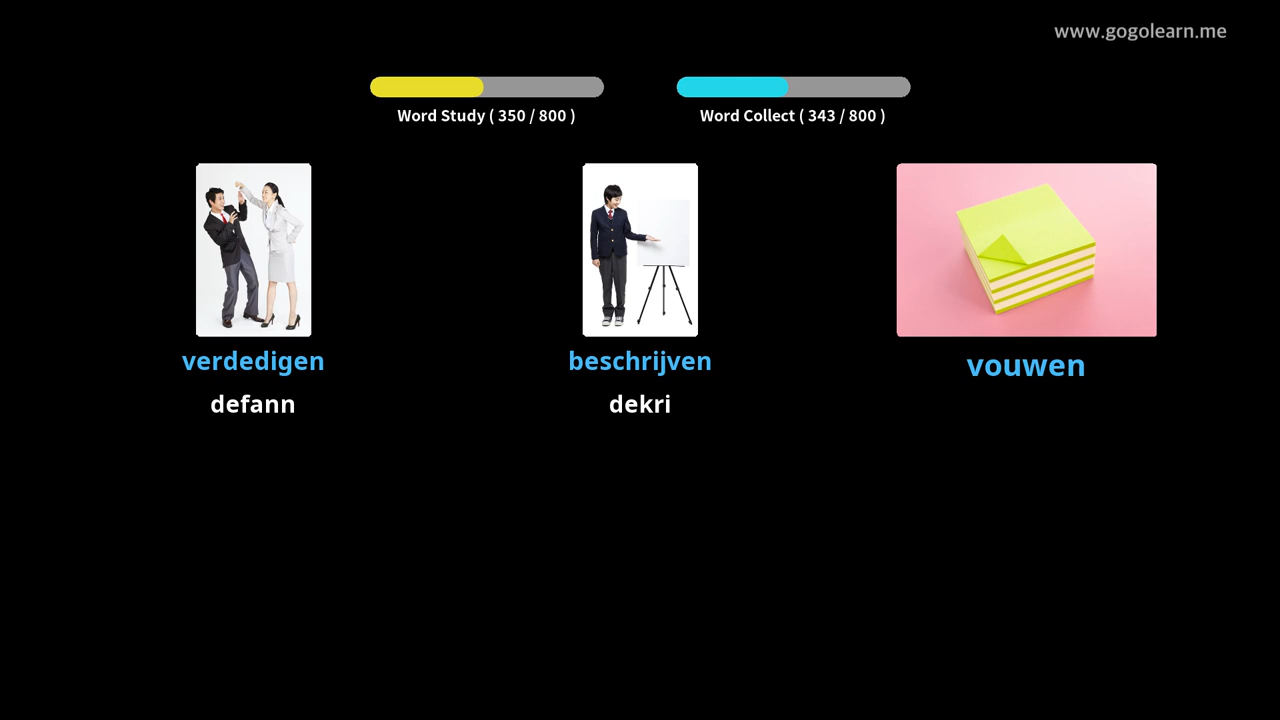 www.gogolearn.me
Word Study ( 350 / 800 )
Word Collect ( 343 / 800 )
verdedigen
defann
beschrijven
dekri
vouwen